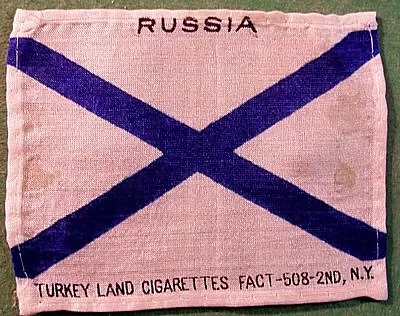 RUSSIA
TURKEY LAND CIGARETTES FACT-508-2ND, N.Y.